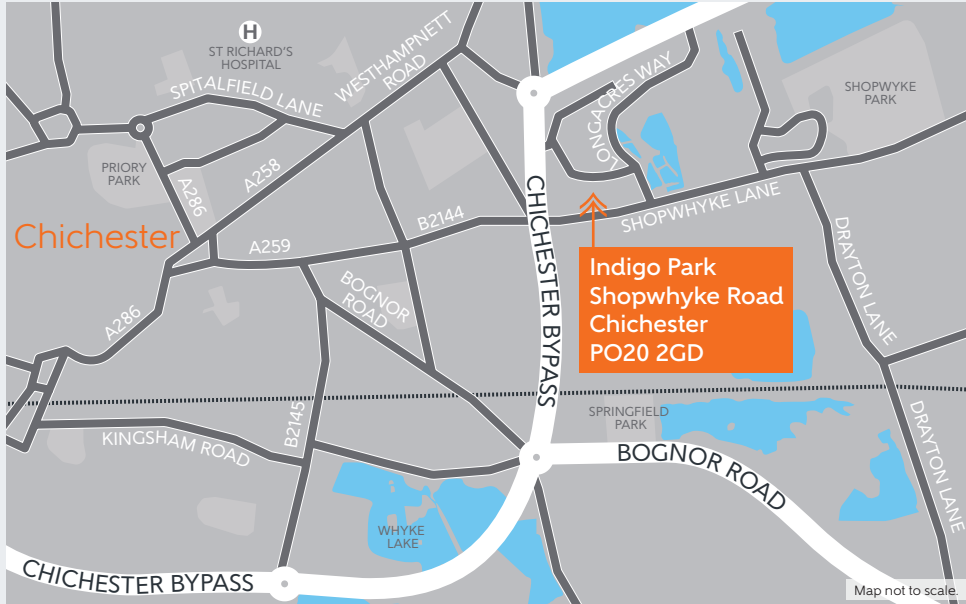 H
ST RICHARD'S
HOSPITAL
SPITALFIELD LANE
WESTHAMPNETT
ROAD
LONGACRES WAY
SHOPWYKE
PARK
PRIORY
PARK
A286
A258
Chichester
A259
B2144
SHOPWHYKE LANE
CHICHESTER BYPASS
DRAYTON LANE
Indigo Park
Shopwhyke Road
Chichester
PO20 2GD
BOGNOR
ROAD
A286
B2145
KINGSHAM ROAD
SPRINGFIELD
PARK
BOGNOR ROAD
DRAYTON LANE
WHYKE
LAKE
CHICHESTER BYPASS
Map not to scale.